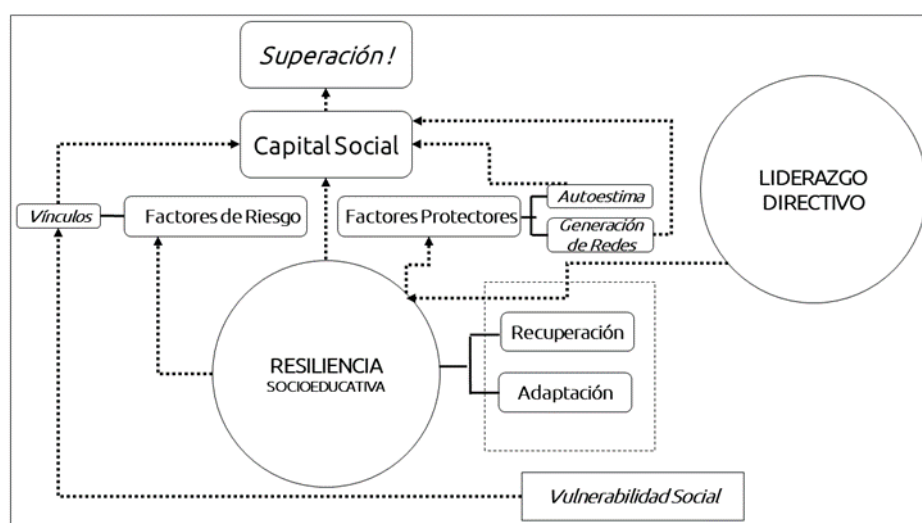 Superación !
Capital Social
Vínculos
Factores de Riesgo
Factores Protectores
Autoestima
Generación
de Redes
LIDERAZGO
DIRECTIVO
RESILIENCIA
SOCIOEDUCATIVA
Recuperación
Adaptación
Vulnerabilidad Social